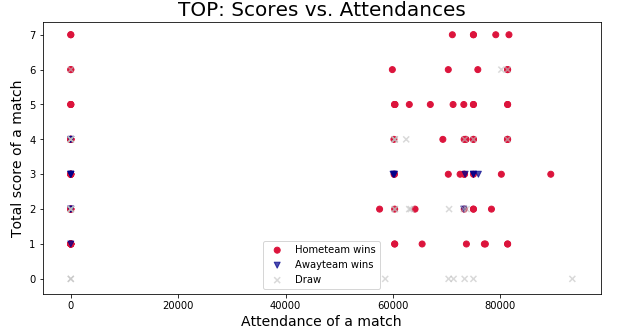 TOP: Scores vs. Attendances
Total score of a match
7
6
5
4
3
2
1
0
Hometeam wins
Awayteam wins
Draw
0 20000 40000 60000 80000
Attendance of a match